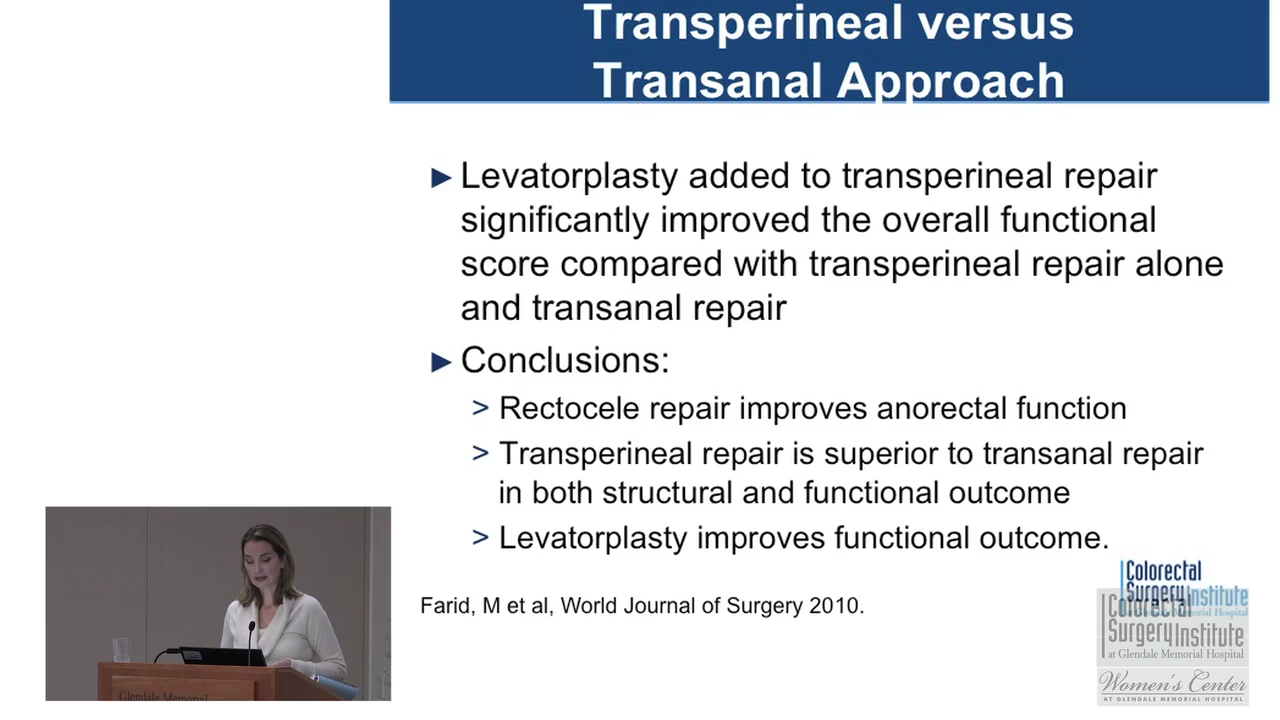 Transperineal versus
Transanal Approach
► Levatorplasty added to transperineal repair
significantly improved the overall functional
score compared with transperineal repair alone
and transanal repair
► Conclusions:
> Rectocele repair improves anorectal function
> Transperineal repair is superior to transanal repair
in both structural and functional outcome
> Levatorplasty improves functional outcome.
Farid, M et al, World Journal of Surgery 2010.
Colorectal
Surgery Institute
Memorial Hospital
Colorectal
Surgery Institute
at Glendale Memorial Hospital
Women's Center
AT GLENDALE MEMORIAL HOSPITAL
Glendale Memorial